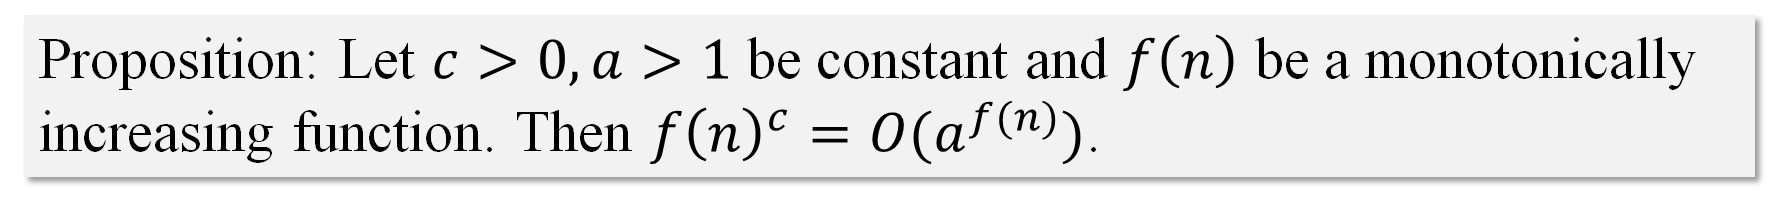 Proposition: Let c > 0, a > 1 be constant and f(n) be a monotonically
increasing function. Then f(n)^c = O(a^{f(n)}).